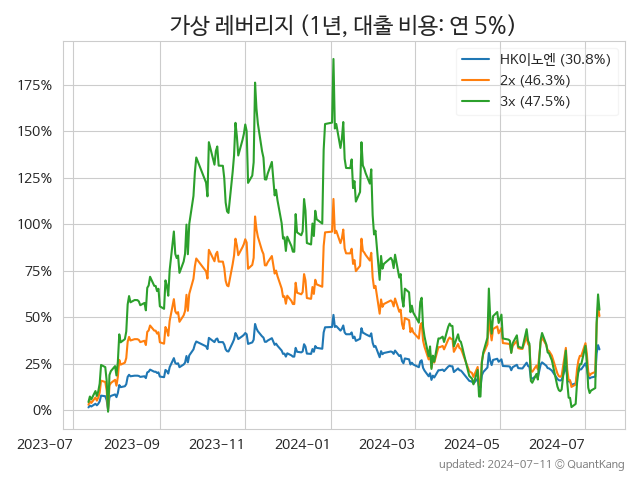 가상 레버리지 (1년, 대출 비용: 연 5%)
HK이노엔 (30.8%)
2x (46.3%)
3x (47.5%)
175%
150%
125%
100%
75%
50%
25%
0%
2023-07 2023-09 2023-11 2024-01 2024-03 2024-05 2024-07
updated: 2024-07-11 © QuantKang